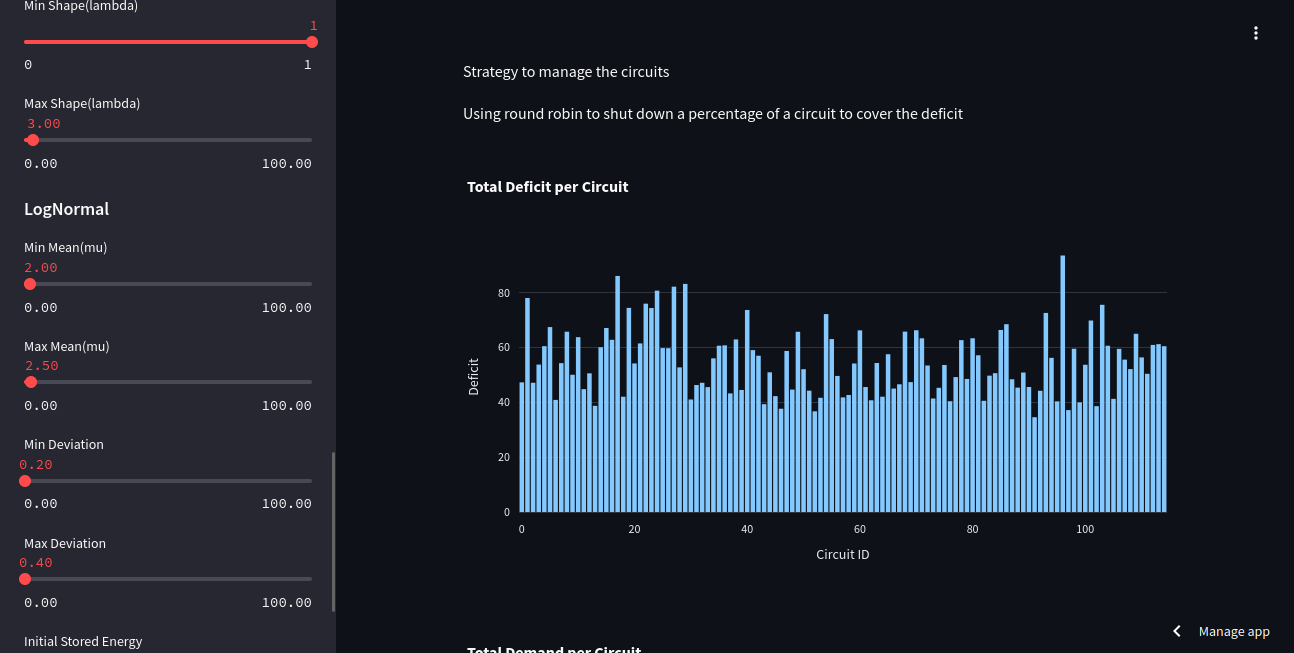 Min Shape(lambda)
1
0 1
Max Shape(lambda)
3.00
0.00 100.00
LogNormal
Min Mean(mu)
2.00
0.00 100.00
Max Mean(mu)
2.50
0.00 100.00
Min Deviation
0.20
0.00 100.00
Max Deviation
0.40
0.00 100.00
Initial Stored Energy
Strategy to manage the circuits
Using round robin to shut down a percentage of a circuit to cover the deficit
Total Deficit per Circuit
Deficit
80
60
40
20
0
0 20 40 60 80 100
Circuit ID
Manage app
Total Demand per Circuit